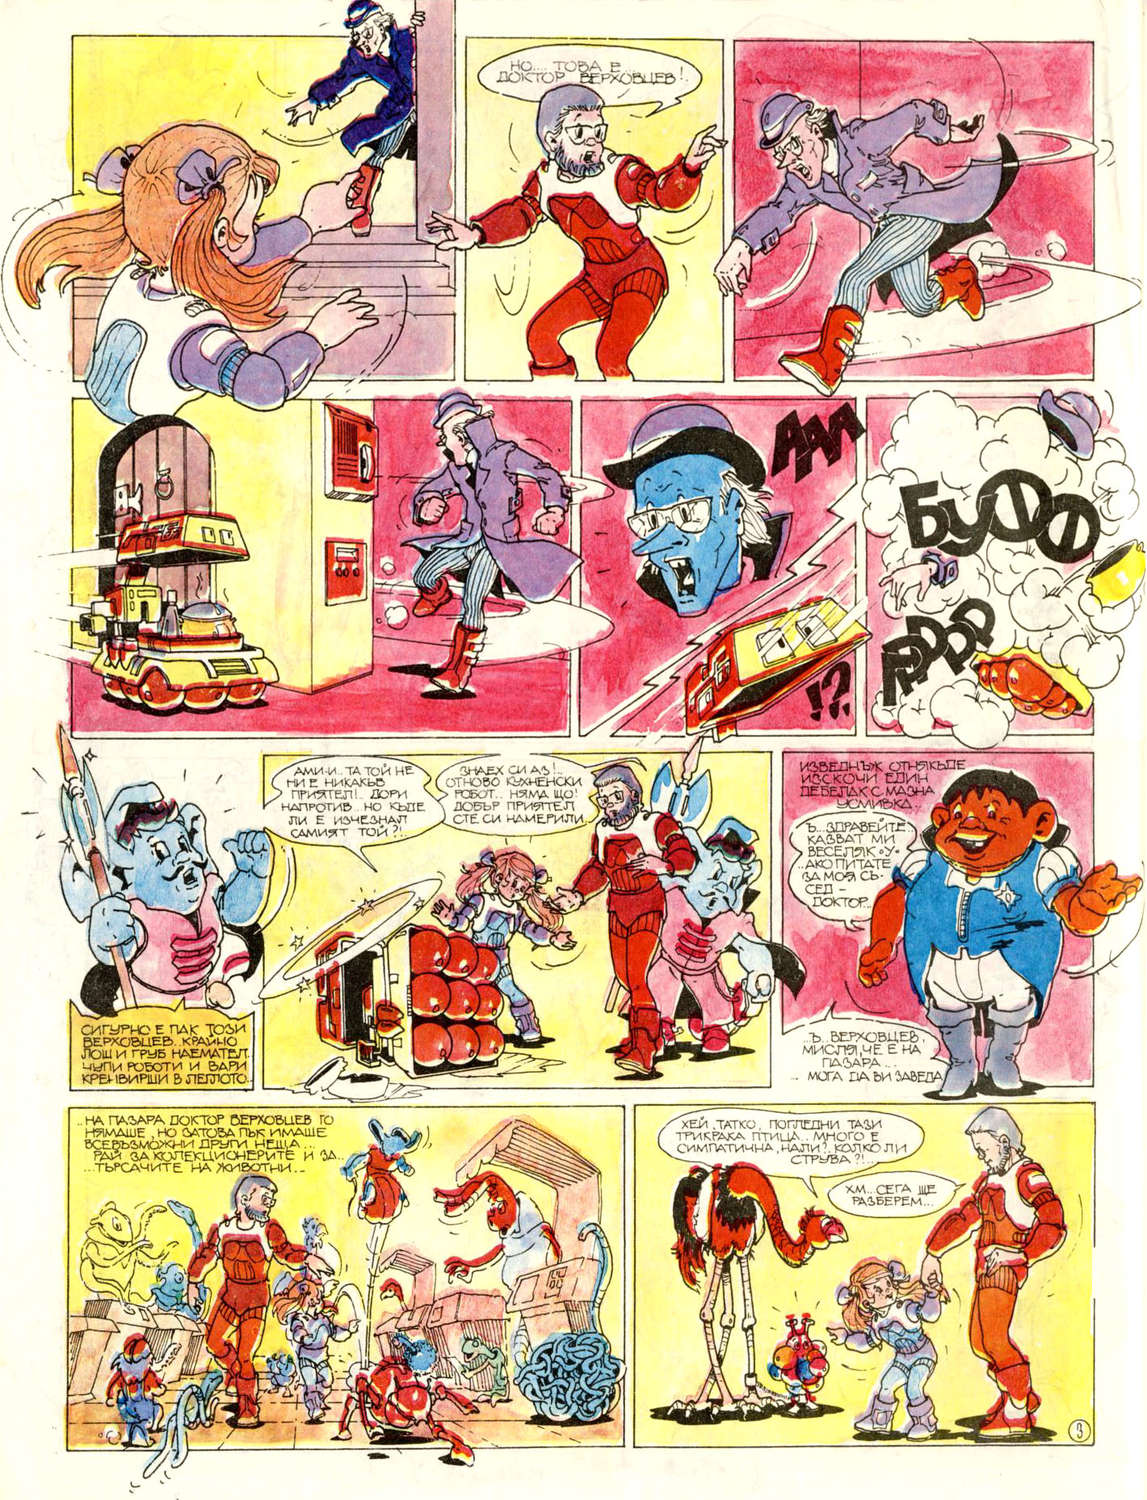 НО.... ТОВА Е...
ДОКТОР ВЕРХОВЦЕВ!.
ААА
!?
БУФФ
АМИ-И.. ТА ТОЙ НЕ
НИ Е НИКАКЪВ
ПРИЯТЕЛ!. ДОРИ
НАПРОТИВ... НО КЪДЕ
ЛИ Е ИЗЧЕЗНАЛ
САМИЯТ ТОЙ?!..
ЗНАЕХ СИ АЗ!..
ОТНОВО КУХНЕНСКИ
РОБОТ.. НЯМА ЩО!
ДОБЪР ПРИЯТЕЛ
СТЕ СИ НАМЕРИЛИ..
СИГУРНО Е ПАК ТОЗИ
ВЕРХОВЦЕВ.. КРАЙНО
ЛОШ И ГРУБ НАЕМАТЕЛ.
ЧУПИ РОБОТИ И ВАРИ
КРЕНВИРШИ В ЛЕГЛОТО..
ИЗВЕДНЪЖ ОТНЯКЪДЕ
ИЗСКОЧИ ЕДИН
ДЕБЕЛАК С МАЗНА
УСМИВКА..
Ъ...ЗДРАВЕЙТЕ,
КАЗВАТ МИ
ВЕСЕЛЯК «У»
..АКО ПИТАТЕ
ЗА МОЯ СЪ-
СЕД -
ДОКТОР..
..Ъ.. ВЕРХОВЦЕВ,
МИСЛЯ, ЧЕ Е НА
ПАЗАРА...
.. МОГА ДА ВИ ЗАВЕДА
..НА ПАЗАРА ДОКТОР ВЕРХОВЦЕВ ГО
НЯМАШЕ, НО ЗАТОВА ПЪК ИМАШЕ
ВСЕВЪЗМОЖНИ ДРУГИ НЕЩА...
РАЙ ЗА КОЛЕКЦИОНЕРИТЕ И ЗА..
...ТЪРСАЧИТЕ НА ЖИВОТНИ...
ХЕЙ, ТАТКО, ПОГЛЕДНИ ТАЗИ
ТРИКРАКА ПТИЦА.. МНОГО Е
СИМПАТИЧНА, НАЛИ?. КОЛКО ЛИ
СТРУВА?!...
ХМ...СЕГА ЩЕ
РАЗБЕРЕМ...
3